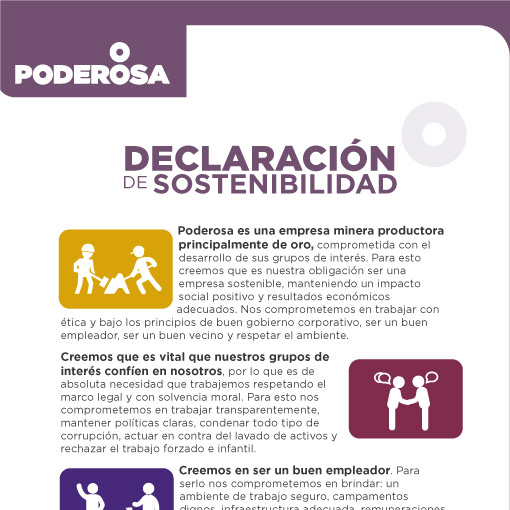 PODEROSA
DECLARACIÓN
DE SOSTENIBILIDAD
Poderosa es una empresa minera productora
principalmente de oro, comprometida con el
desarrollo de sus grupos de interés. Para esto
creemos que es nuestra obligación ser una
empresa sostenible, manteniendo un impacto
social positivo y resultados económicos
adecuados. Nos comprometemos en trabajar con
ética y bajo los principios de buen gobierno corporativo, ser un buen
empleador, ser un buen vecino y respetar el ambiente.
Creemos que es vital que nuestros grupos de
interés confíen en nosotros, por lo que es de
absoluta necesidad que trabajemos respetando el
marco legal y con solvencia moral. Para esto nos
comprometemos en trabajar transparentemente,
mantener políticas claras, condenar todo tipo de
corrupción, actuar en contra del lavado de activos y
rechazar el trabajo forzado e infantil.
Creemos en ser un buen empleador. Para
serlo nos comprometemos en brindar: un
ambiente de trabajo seguro, campamentos
dignos, infraestructura adecuada, remuneraciones